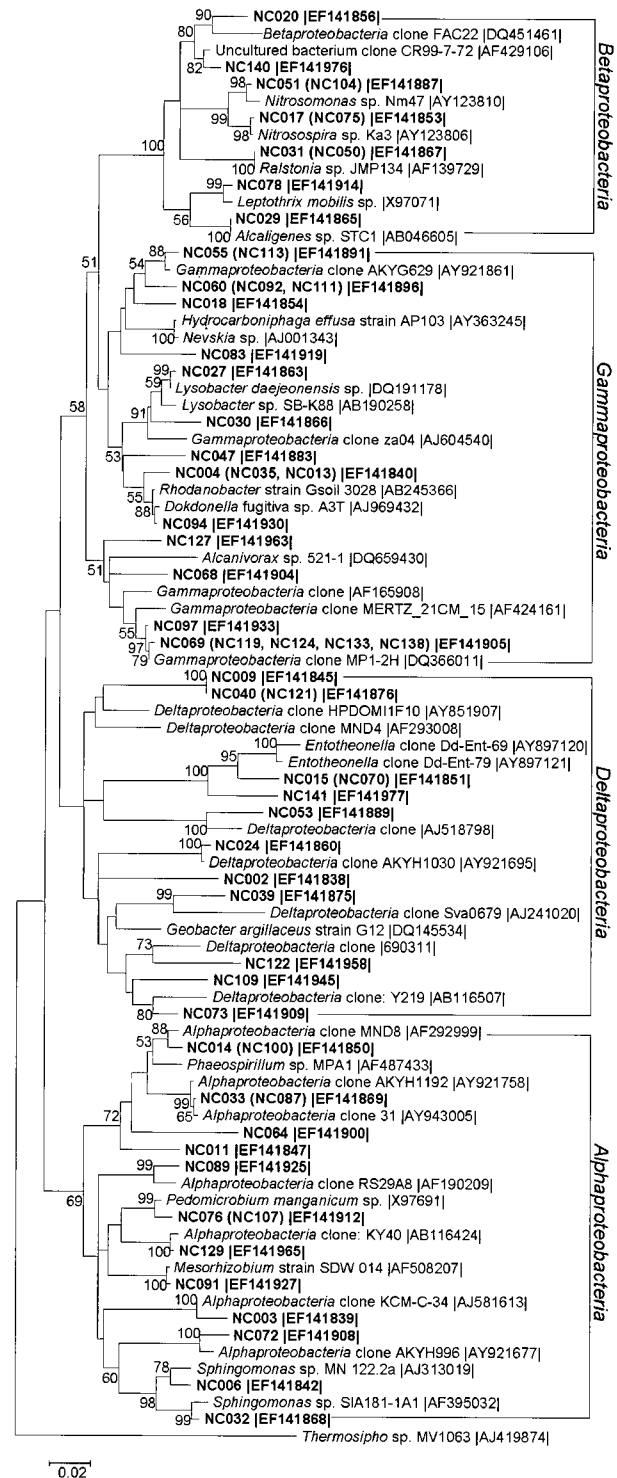 90
NC020 |EF141856|
80
Betaproteobacteria clone FAC22 |DQ451461|
Uncultured bacterium clone CR99-7-72 |AF429106|
82
NC140 |EF141976|
98
NC051 (NC104) |EF141887|
Nitrosomonas sp. Nm47 |AY123810|
99
NC017 (NC075) |EF141853|
98
Nitrosospira sp. Ka3 |AY123806|
100
NC031 (NC050) |EF141867|
100
Ralstonia sp. JMP134 |AF139729|
99
NC078 |EF141914|
Leptothrix mobilis sp. |X97071|
56
NC029 |EF141865|
100
Alcaligenes sp. STC1 |AB046605|
Betaproteobacteria
88
NC055 (NC113) |EF141891|
51
54
Gammaproteobacteria clone AKYG629 |AY921861|
NC060 (NC092, NC111) |EF141896|
NC018 |EF141854|
Hydrocarboniphaga effusa strain AP103 |AY363245|
100
Nevskia sp. |AJ001343|
NC083 |EF141919|
99
NC027 |EF141863|
59
Lysobacter daejeonensis sp. |DQ191178|
Lysobacter sp. SB-K88 |AB190258|
58
91
NC030 |EF141866|
Gammaproteobacteria clone za04 |AJ604540|
53
NC047 |EF141883|
NC004 (NC035, NC013) |EF141840|
55
Rhodanobacter strain Gsoil 3028 |AB245366|
88
Dokdonella fugitiva sp. A3T |AJ969432|
NC094 |EF141930|
NC127 |EF141963|
Alcanivorax sp. 521-1 |DQ659430|
51
NC068 |EF141904|
Gammaproteobacteria clone |AF165908|
Gammaproteobacteria clone MERTZ_21CM_15 |AF424161|
55
NC097 |EF141933|
97
NC069 (NC119, NC124, NC133, NC138) |EF141905|
79
Gammaproteobacteria clone MP1-2H |DQ366011|
Gammaproteobacteria
100
NC009 |EF141845|
NC040 (NC121) |EF141876|
Deltaproteobacteria clone HPDOMI1F10 |AY851907|
Deltaproteobacteria clone MND4 |AF293008|
100
Entotheonella clone Dd-Ent-69 |AY897120|
95
Entotheonella clone Dd-Ent-79 |AY897121|
100
NC015 (NC070) |EF141851|
NC141 |EF141977|
NC053 |EF141889|
100
Deltaproteobacteria clone |AJ518798|
100
NC024 |EF141860|
Deltaproteobacteria clone AKYH1030 |AY921695|
NC002 |EF141838|
99
NC039 |EF141875|
Deltaproteobacteria clone Sva0679 |AJ241020|
Geobacter argillaceus strain G12 |DQ145534|
73
Deltaproteobacteria clone |690311|
NC122 |EF141958|
NC109 |EF141945|
Deltaproteobacteria clone: Y219 |AB116507|
80
NC073 |EF141909|
Deltaproteobacteria
88
Alphaproteobacteria clone MND8 |AF292999|
53
NC014 (NC100) |EF141850|
Phaeospirillum sp. MPA1 |AF487433|
Alphaproteobacteria clone AKYH1192 |AY921758|
99
NC033 (NC087) |EF141869|
72
65
Alphaproteobacteria clone 31 |AY943005|
NC064 |EF141900|
NC011 |EF141847|
99
NC089 |EF141925|
Alphaproteobacteria clone RS29A8 |AF190209|
69
99
Pedomicrobium manganicum sp. |X97691|
NC076 (NC107) |EF141912|
Alphaproteobacteria clone: KY40 |AB116424|
100
NC129 |EF141965|
Mesorhizobium strain SDW 014 |AF508207|
100
NC091 |EF141927|
100
Alphaproteobacteria clone KCM-C-34 |AJ581613|
NC003 |EF141839|
100
NC072 |EF141908|
Alphaproteobacteria clone AKYH996 |AY921677|
60
78
Sphingomonas sp. MN 122.2a |AJ313019|
NC006 |EF141842|
98
Sphingomonas sp. SIA181-1A1 |AF395032|
99
NC032 |EF141868|
Alphaproteobacteria
Thermosipho sp. MV1063 |AJ419874|
0.02